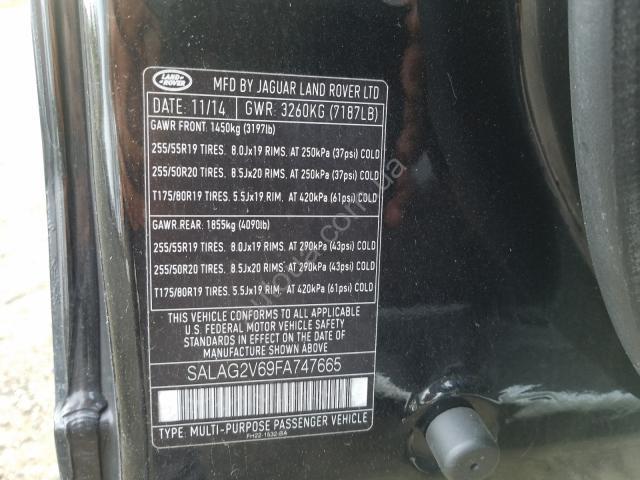 LAND ROVER
MFD BY JAGUAR LAND ROVER LTD
DATE: 11/14 GWR: 3260KG (7187LB)
GAWR FRONT: 1450kg (3197lb)
255/55R19 TIRES. 8.0Jx19 RIMS. AT 250kPa (37psi) COLD
255/50R20 TIRES. 8.5Jx20 RIMS. AT 250kPa (37psi) COLD
T175/80R19 TIRES. 5.5Jx19 RIM. AT 420kPa (61psi) COLD
GAWR.REAR: 1855kg (4090lb)
255/55R19 TIRES. 8.0Jx19 RIMS. AT 290kPa (43psi) COLD
255/50R20 TIRES. 8.5Jx20 RIMS. AT 290kPa (43psi) COLD
T175/80R19 TIRES. 5.5Jx19 RIM. AT 420kPa (61psi) COLD
THIS VEHICLE CONFORMS TO ALL APPLICABLE
U.S. FEDERAL MOTOR VEHICLE SAFETY
STANDARDS IN EFFECT ON THE DATE OF
MANUFACTURE SHOWN ABOVE.
SALAG2V69FA747665
TYPE: MULTI-PURPOSE PASSENGER VEHICLE
FH22-1532-BA